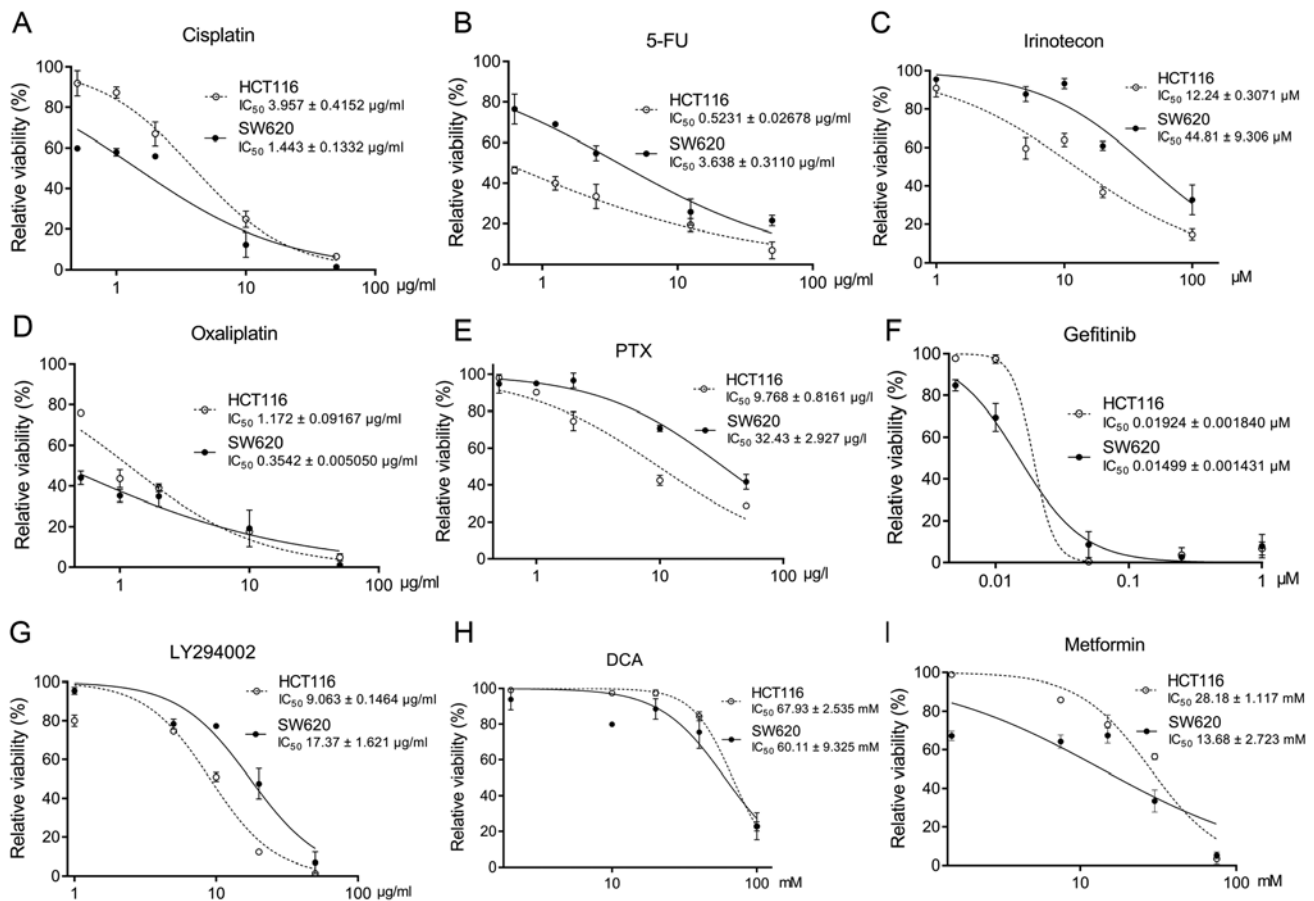 A
Cisplatin
Relative viability (%)
100
80
60
40
20
0
1
10
100
µg/ml
HCT116
IC50 3.957 ± 0.4152 µg/ml
SW620
IC50 1.443 ± 0.1332 µg/ml
B
5-FU
Relative viability (%)
100
80
60
40
20
0
1
10
100
µg/ml
HCT116
IC50 0.5231 ± 0.02678 µg/ml
SW620
IC50 3.638 ± 0.3110 µg/ml
C
Irinotecon
Relative viability (%)
100
80
60
40
20
0
1
10
100
µM
HCT116
IC50 12.24 ± 0.3071 µM
SW620
IC50 44.81 ± 9.306 µM
D
Oxaliplatin
Relative viability (%)
100
80
60
40
20
0
1
10
100
µg/ml
HCT116
IC50 1.172 ± 0.09167 µg/ml
SW620
IC50 0.3542 ± 0.005050 µg/ml
E
PTX
Relative viability (%)
100
80
60
40
20
0
1
10
100
µg/l
HCT116
IC50 9.768 ± 0.8161 µg/l
SW620
IC50 32.43 ± 2.927 µg/l
F
Gefitinib
Relative viability (%)
100
80
60
40
20
0
0.01
0.1
1
µM
HCT116
IC50 0.01924 ± 0.001840 µM
SW620
IC50 0.01499 ± 0.001431 µM
G
LY294002
Relative viability (%)
100
80
60
40
20
0
1
10
100
µg/ml
HCT116
IC50 9.063 ± 0.1464 µg/ml
SW620
IC50 17.37 ± 1.621 µg/ml
H
DCA
Relative viability (%)
100
80
60
40
20
0
10
100
mM
HCT116
IC50 67.93 ± 2.535 mM
SW620
IC50 60.11 ± 9.325 mM
I
Metformin
Relative viability (%)
100
80
60
40
20
0
10
100
mM
HCT116
IC50 28.18 ± 1.117 mM
SW620
IC50 13.68 ± 2.723 mM